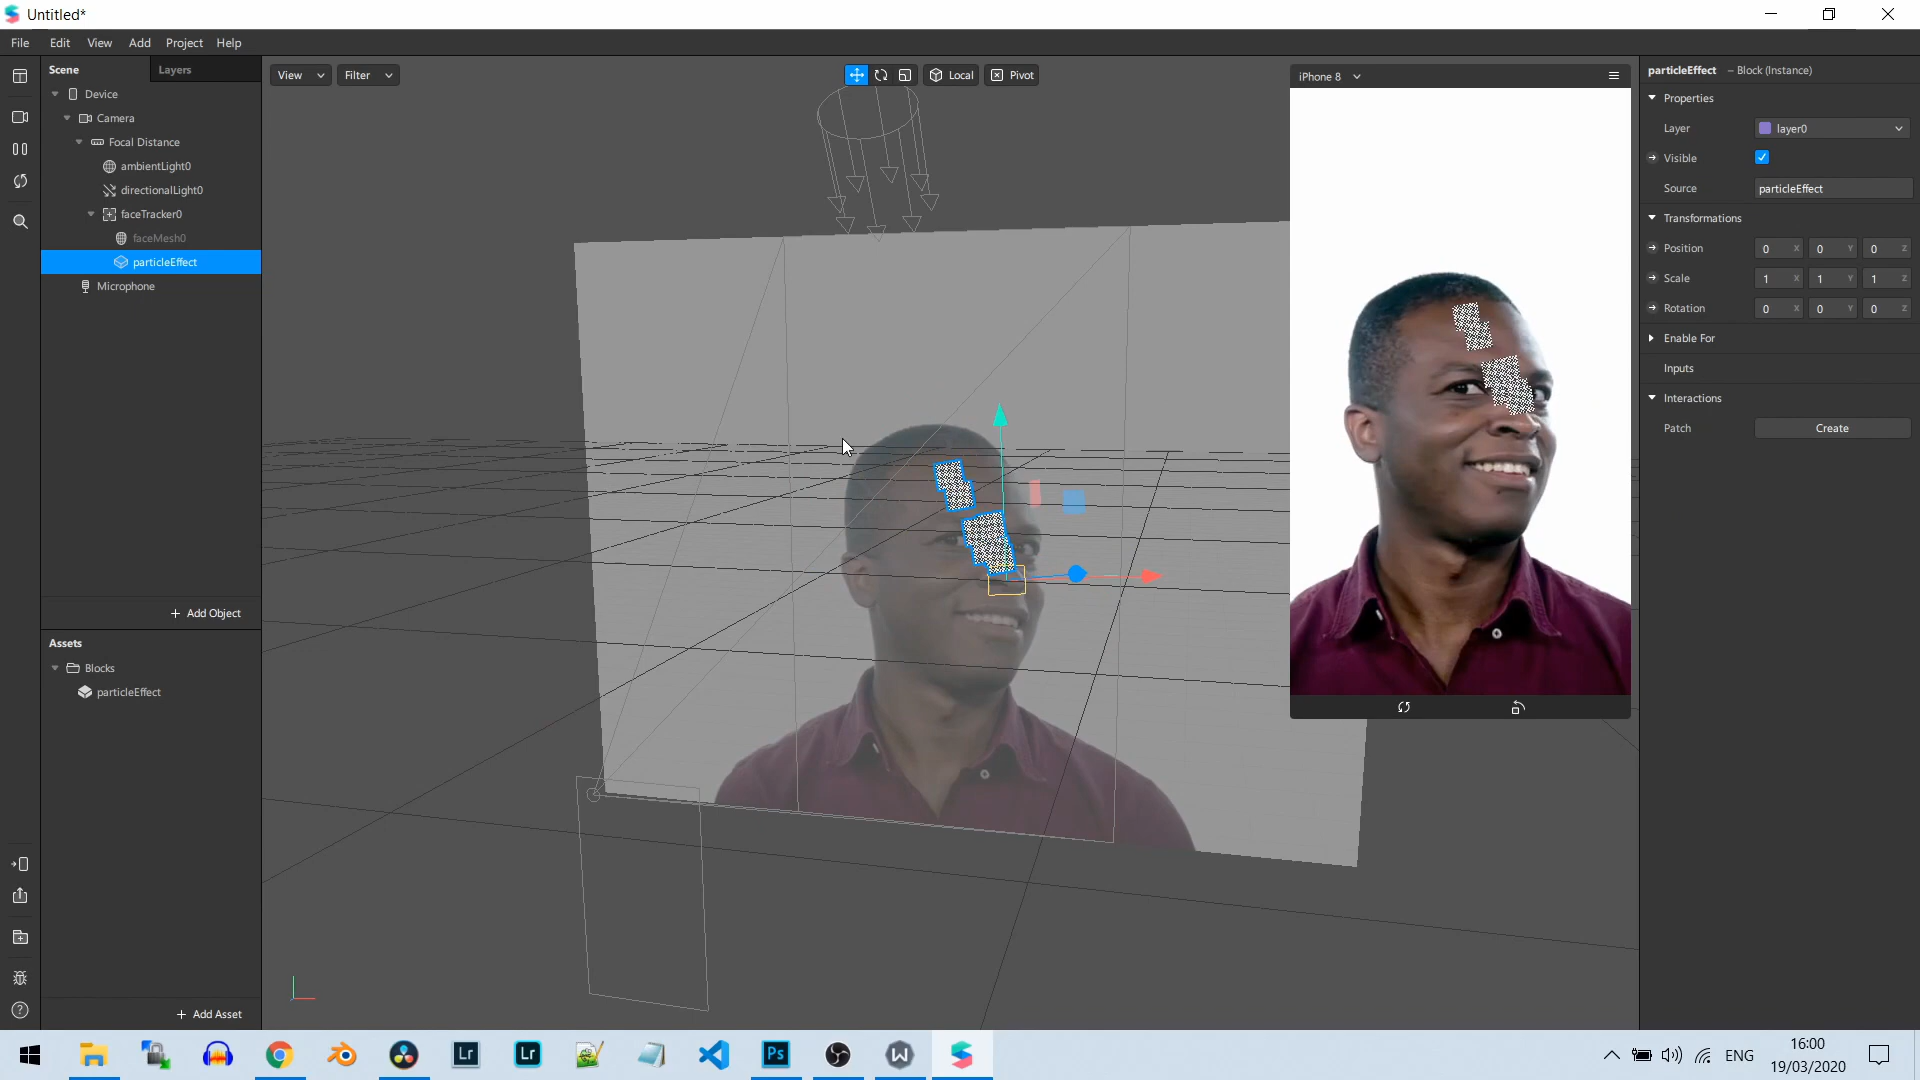 Untitled*
File Edit View Add Project Help
Scene Layers
Device
Camera
Focal Distance
ambientLight0
directionalLight0
faceTracker0
faceMesh0
particleEffect
Microphone
+ Add Object
Assets
Blocks
particleEffect
+ Add Asset
View Filter Local Pivot
iPhone 8
particleEffect – Block (Instance)
Properties
Layer layer0
Visible
Source particleEffect
Transformations
Position 0 X 0 Y 0 Z
Scale 1 X 1 Y 1 Z
Rotation 0 X 0 Y 0 Z
Enable For
Inputs
Interactions
Patch Create
Lr Lr Ps W ENG 16:00
19/03/2020